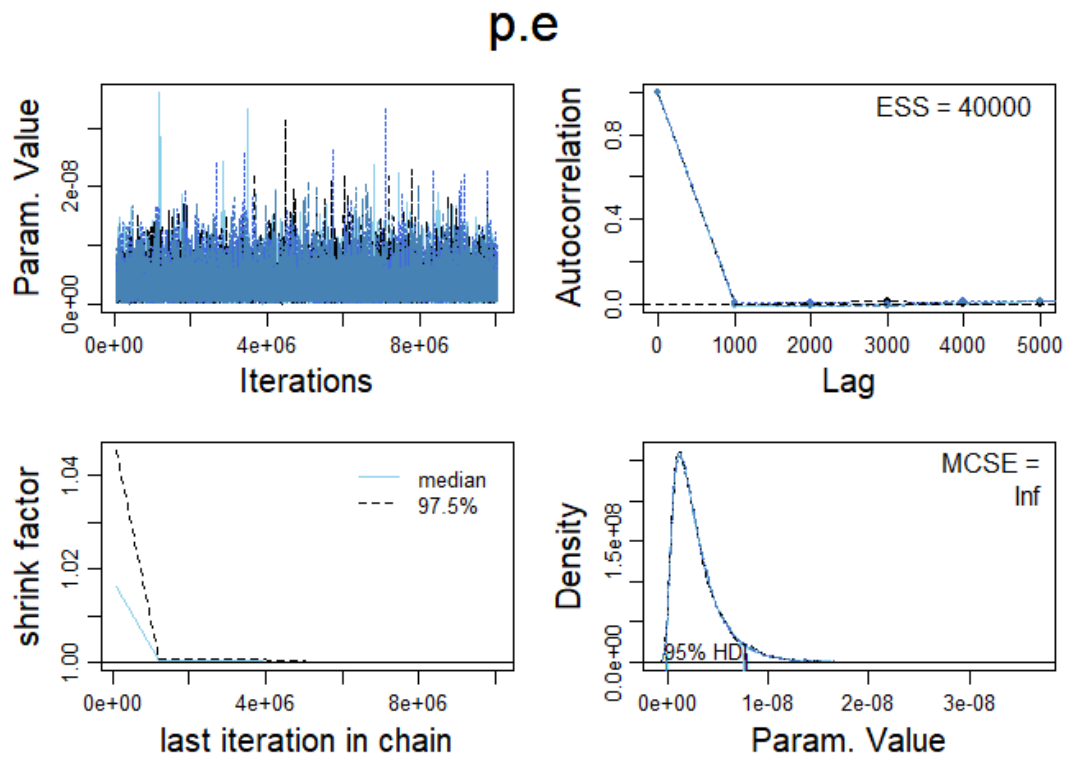 p.e
Param. Value
0e+00 2e-08
0e+00 4e+06 8e+06
Iterations
Autocorrelation
0.0 0.4 0.8
ESS = 40000
0 1000 2000 3000 4000 5000
Lag
shrink factor
1.00 1.02 1.04
median
97.5%
0e+00 4e+06 8e+06
last iteration in chain
Density
0.0e+00 1.5e+08
MCSE =
Inf
95% HD
0e+00 1e-08 2e-08 3e-08
Param. Value